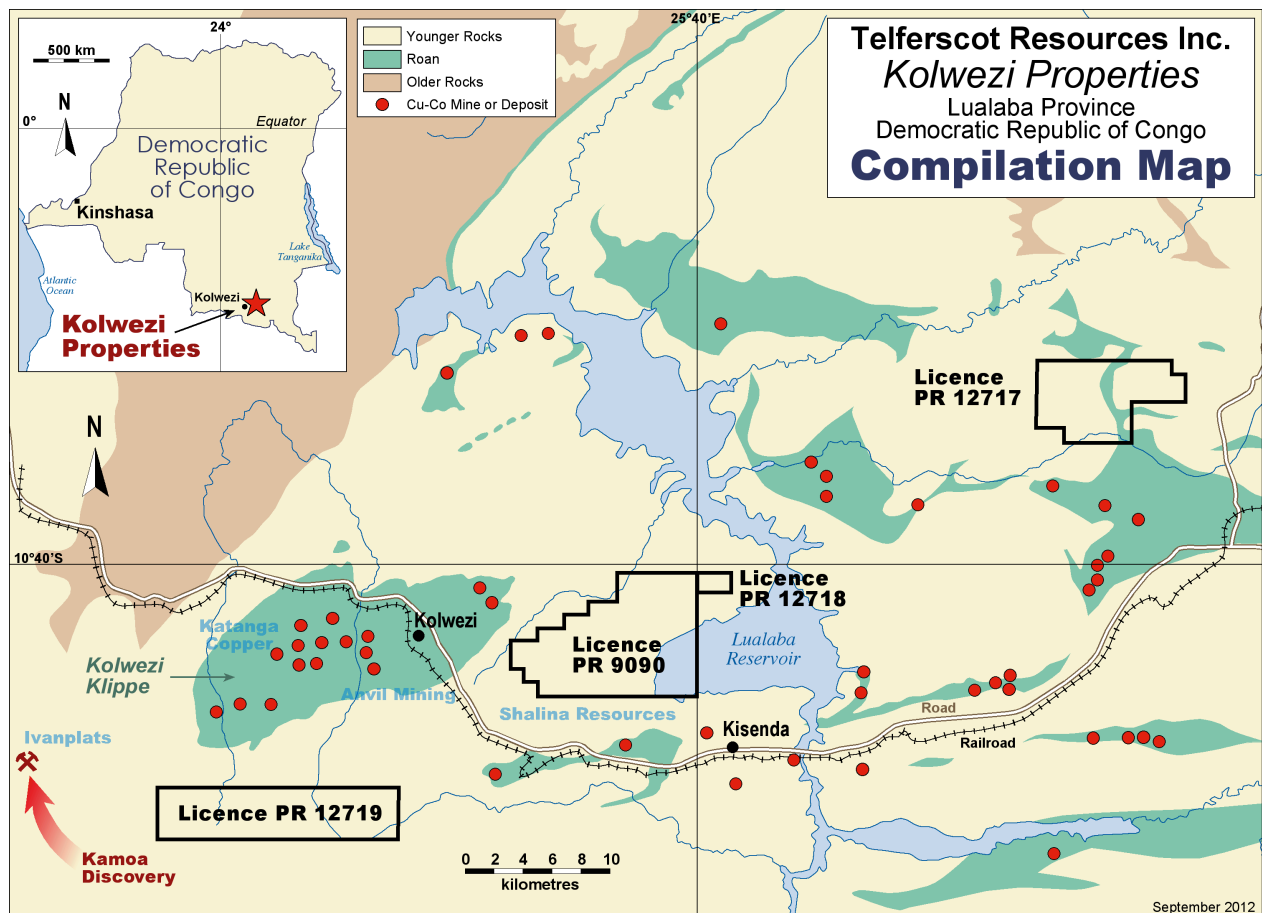 24°
500 km
N
0°
Equator
Democratic
Republic
of Congo
Kinshasa
Lake
Tanganika
Atlantic
Ocean
Kolwezi
Kolwezi
Properties
Younger Rocks
Roan
Older Rocks
Cu-Co Mine or Deposit
25°40'E
Telferscot Resources Inc.
Kolwezi Properties
Lualaba Province
Democratic Republic of Congo
Compilation Map
Licence
PR 12717
N
10°40'S
Licence
PR 12718
Katanga
Copper
Kolwezi
Licence
PR 9090
Lualaba
Reservoir
Kolwezi
Klippe
Anvil Mining
Shalina Resources
Road
Kisenda
Railroad
Ivanplats
Licence PR 12719
Kamoa
Discovery
0 2 4 6 8 10
kilometres
September 2012